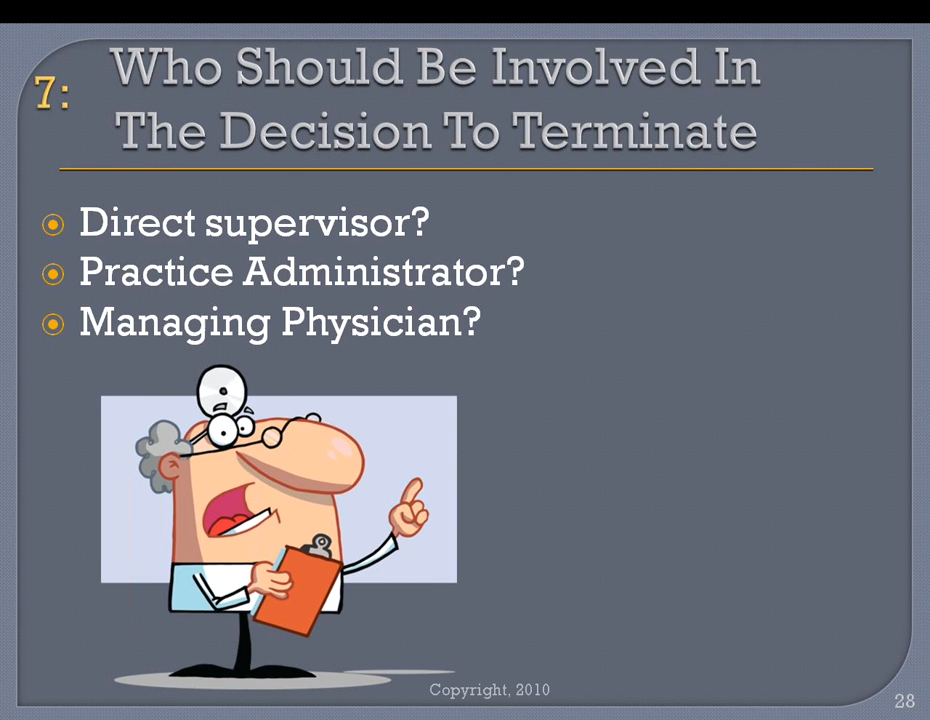 7:
Who Should Be Involved In
The Decision To Terminate
Direct supervisor?
Practice Administrator?
Managing Physician?
Copyright, 2010
28